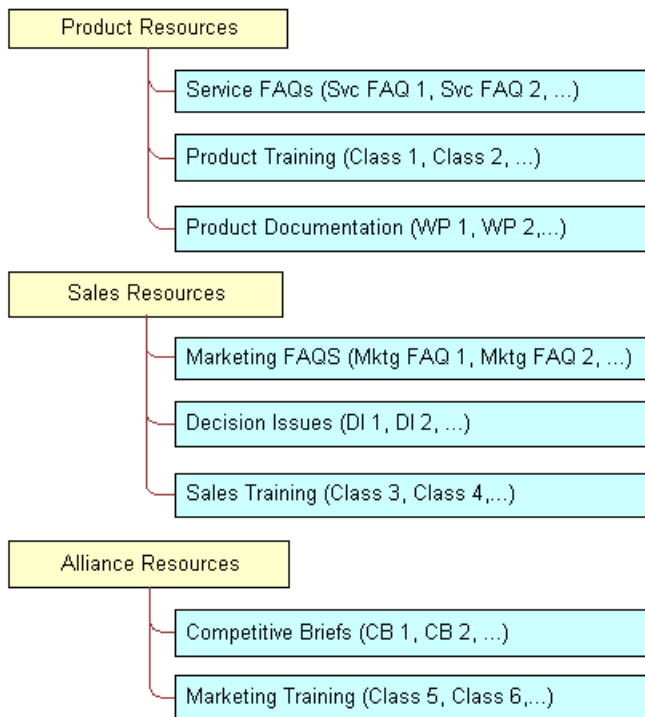 Product Resources
Service FAQs (Svc FAQ 1, Svc FAQ 2, ...)
Product Training (Class 1, Class 2, ...)
Product Documentation (WP 1, WP 2,...)
Sales Resources
Marketing FAQS (Mktg FAQ 1, Mktg FAQ 2, ...)
Decision Issues (DI 1, DI 2, ...)
Sales Training (Class 3, Class 4,...)
Alliance Resources
Competitive Briefs (CB 1, CB 2, ...)
Marketing Training (Class 5, Class 6,...)